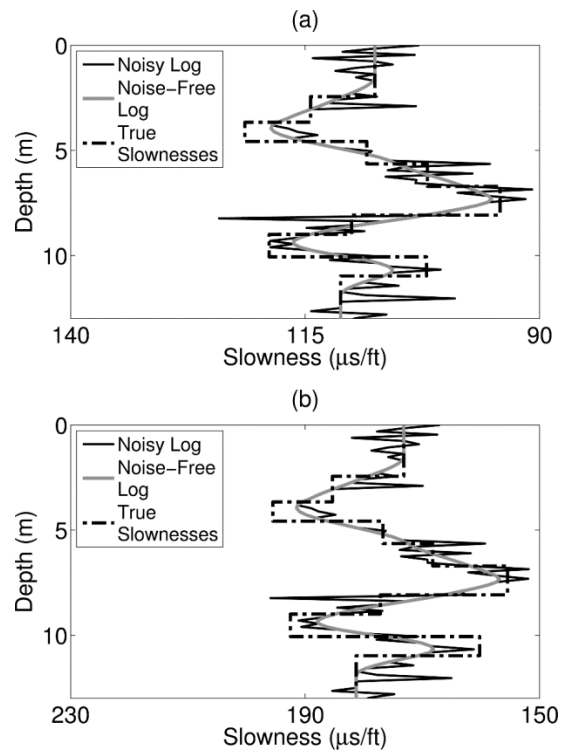 (a)
0
5
10
Depth (m)
Noisy Log
Noise-Free
Log
True
Slownesses
140
115
90
Slowness (μs/ft)
(b)
0
5
10
Depth (m)
Noisy Log
Noise-Free
Log
True
Slownesses
230
190
150
Slowness (μs/ft)